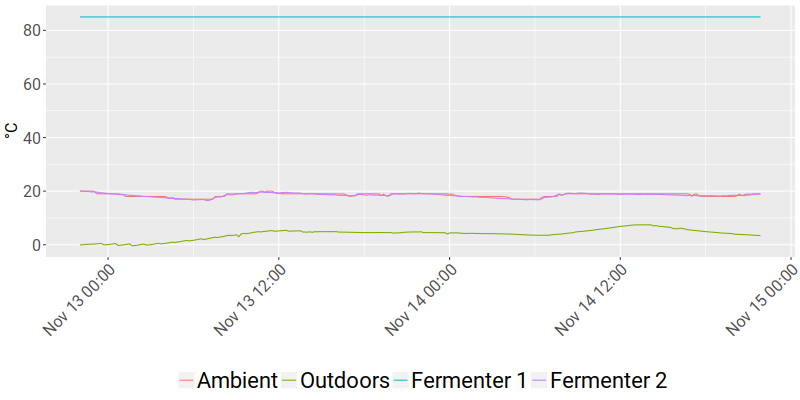 80
60
40
20
0
°C
Nov 13 00:00
Nov 13 12:00
Nov 14 00:00
Nov 14 12:00
Nov 15 00:00
Ambient Outdoors Fermenter 1 Fermenter 2